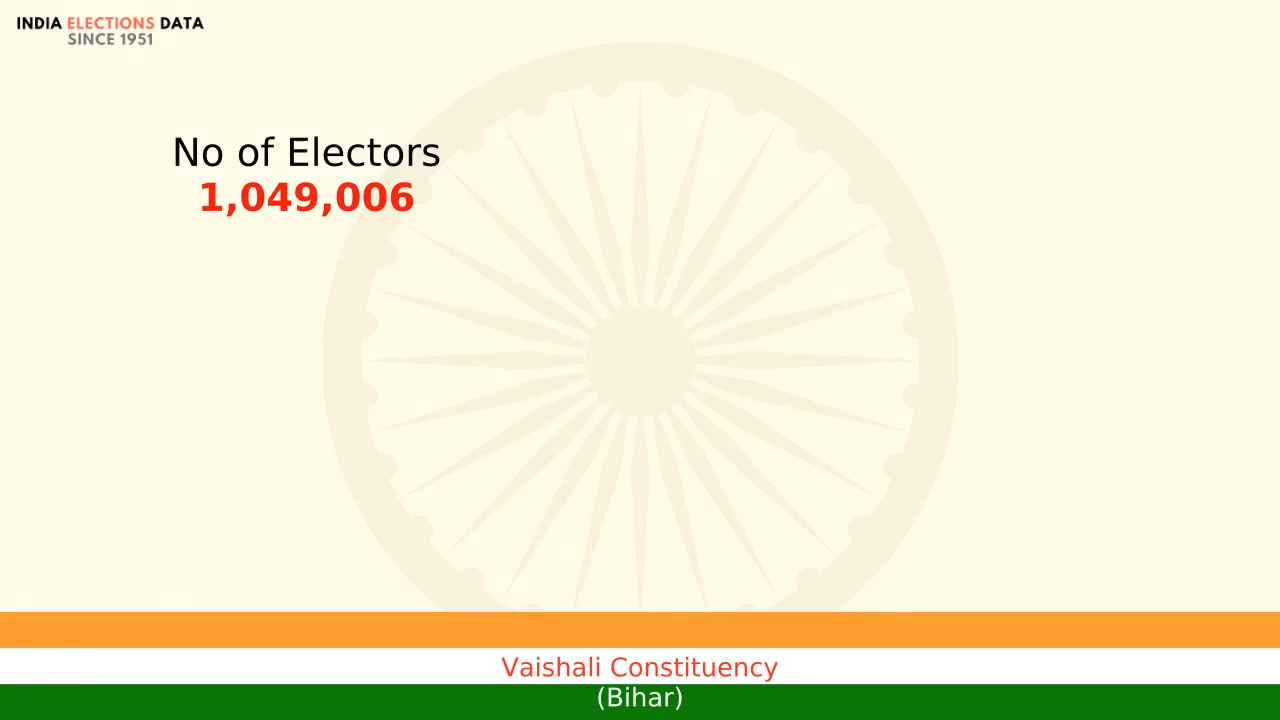 INDIA ELECTIONS DATA
SINCE 1951
No of Electors
1,049,006
Vaishali Constituency
(Bihar)